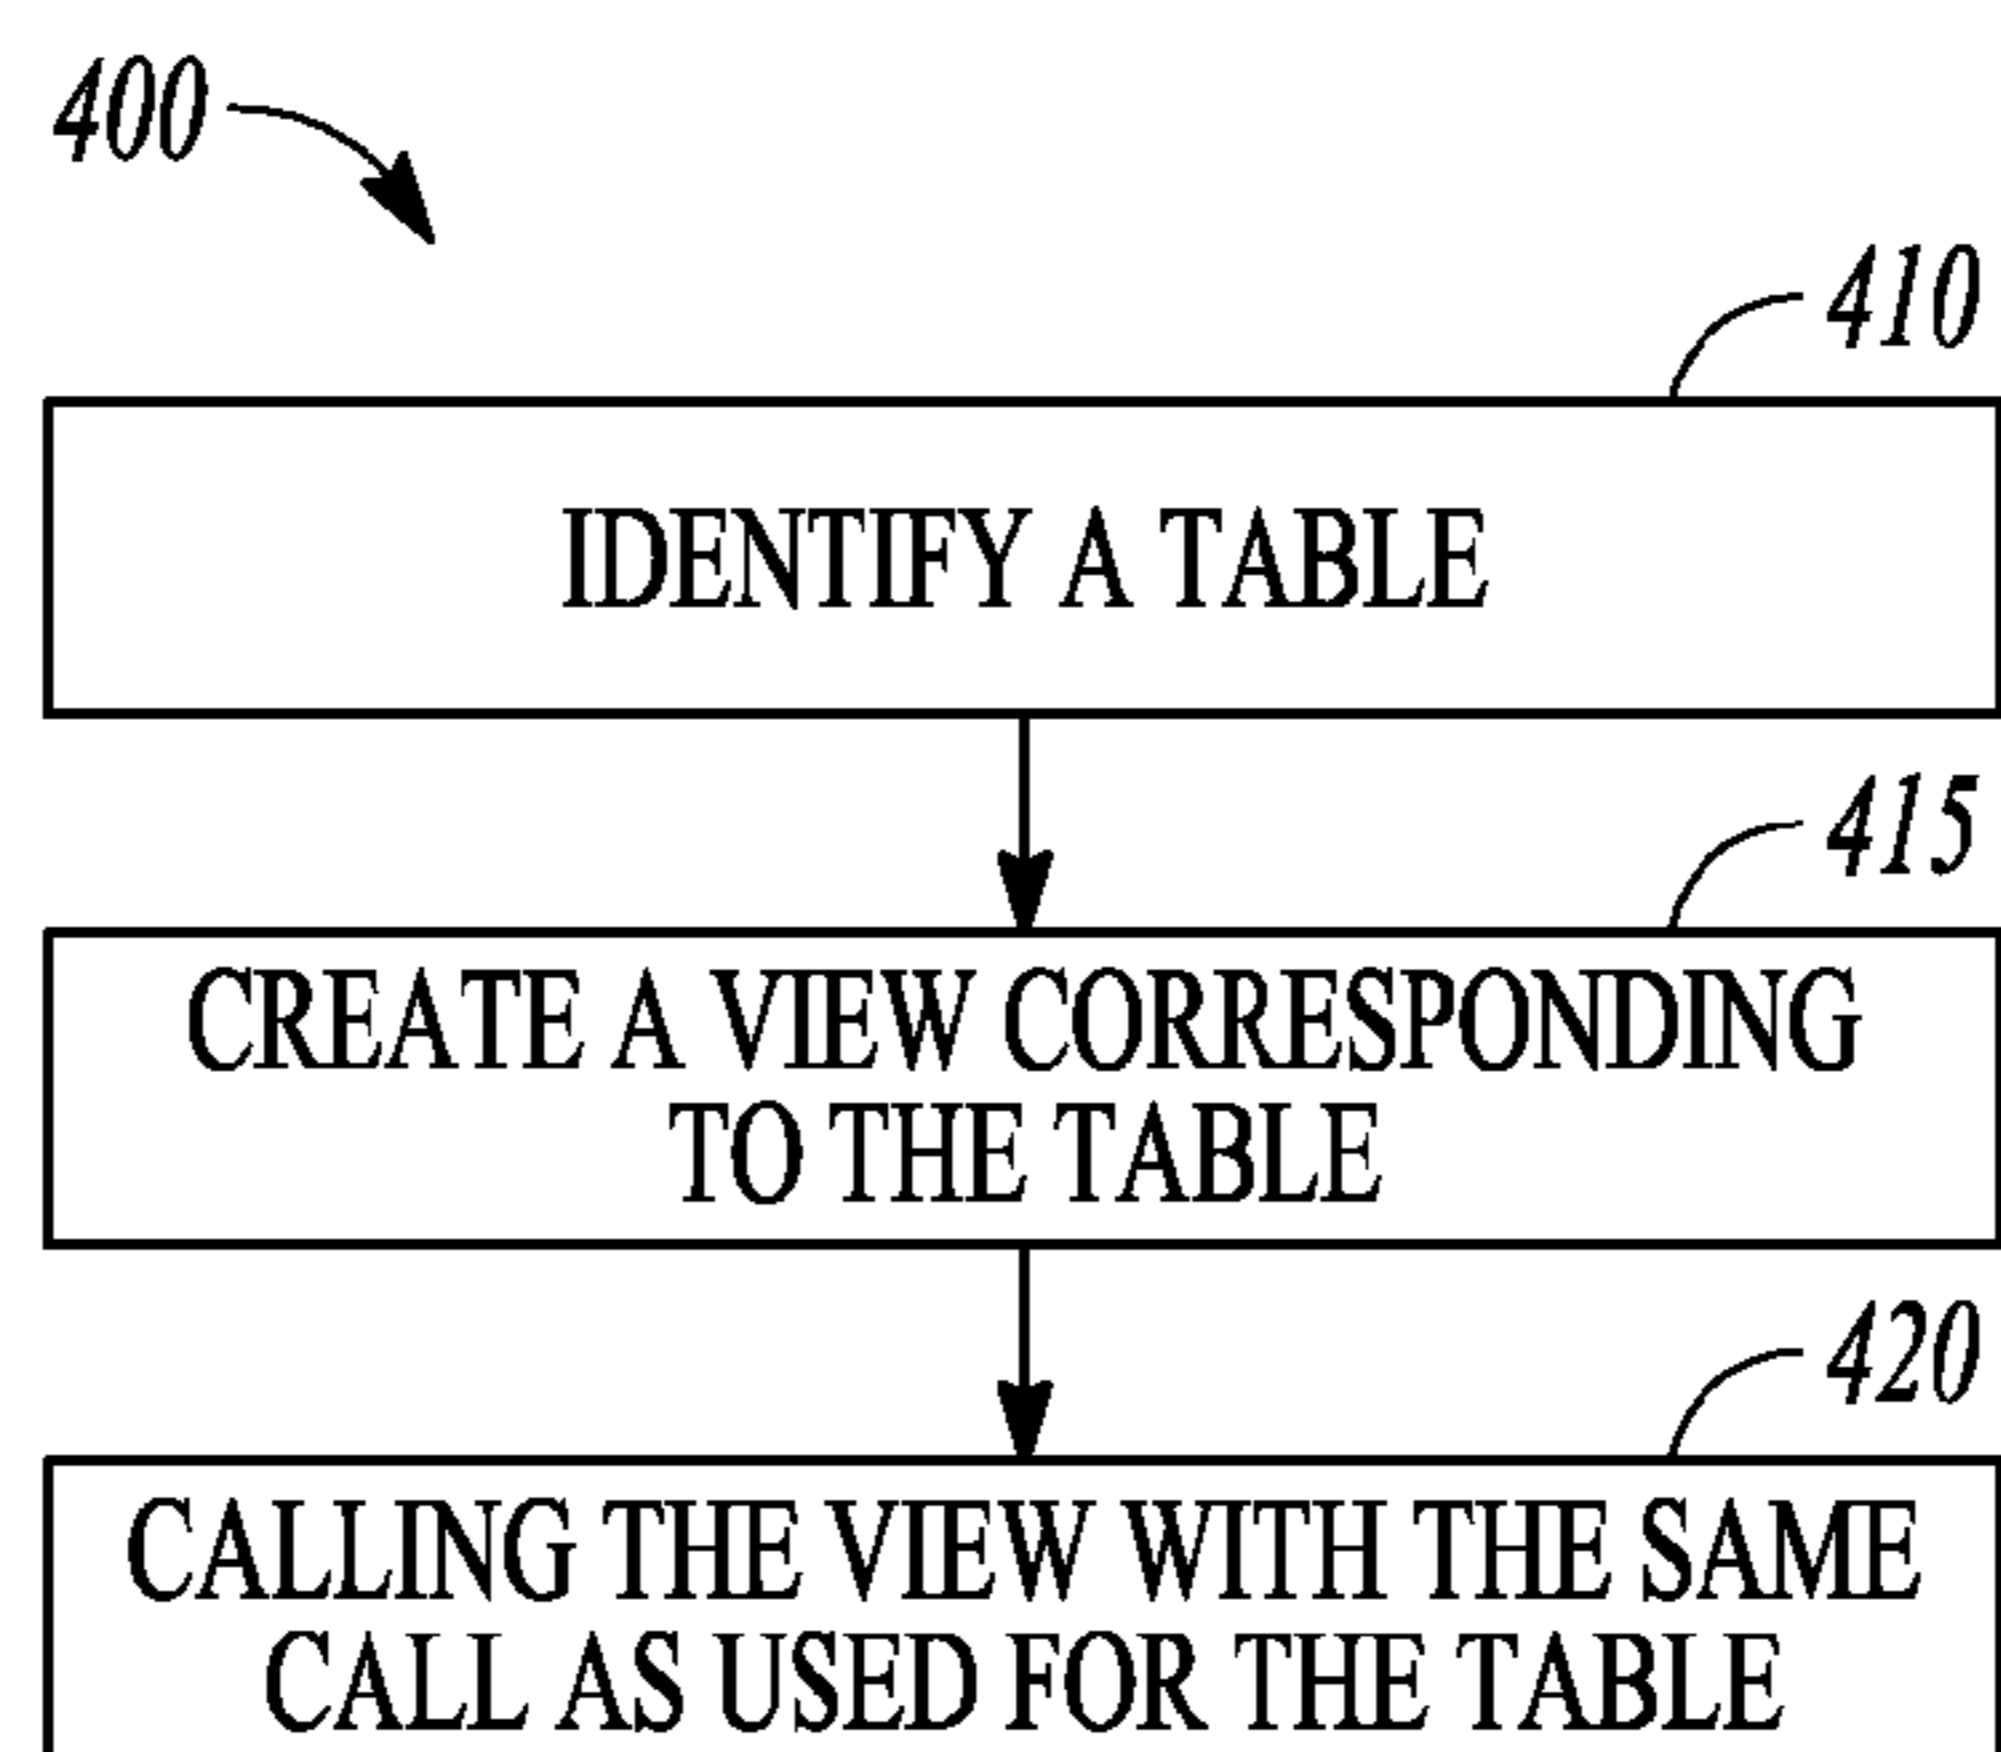 400
410
IDENTIFY A TABLE
415
CREATE A VIEW CORRESPONDING
TO THE TABLE
420
CALLING THE VIEW WITH THE SAME
CALL AS USED FOR THE TABLE